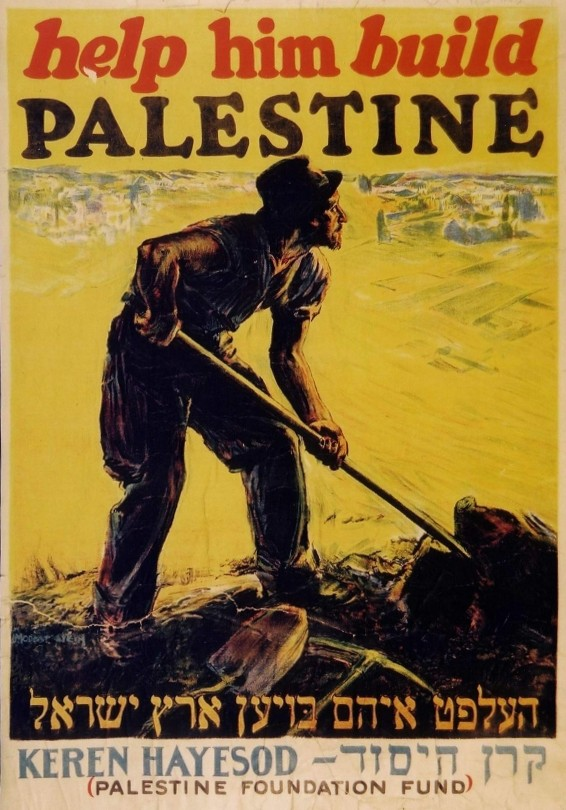 help him build
PALESTINE
העלפט איהם בויען ארץ ישראל
KEREN HAYESOD - קרן היסוד
(PALESTINE FOUNDATION FUND)